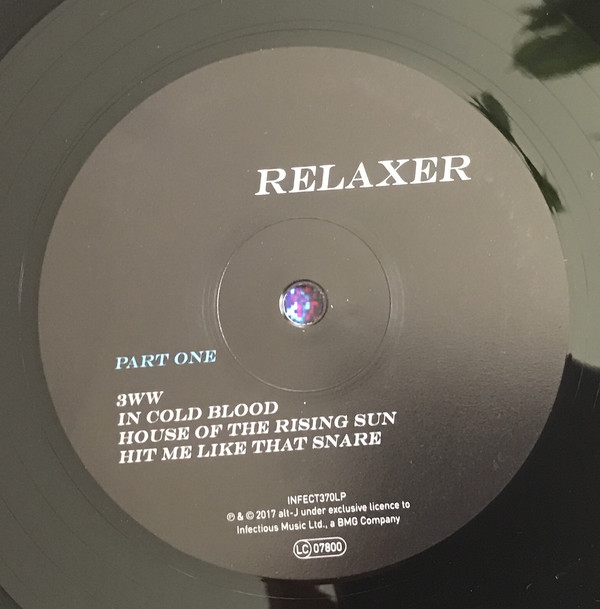 RELAXER
PART ONE
3WW
IN COLD BLOOD
HOUSE OF THE RISING SUN
HIT ME LIKE THAT SNARE
INFECT370LP
℗ & © 2017 alt-J under exclusive licence to
Infectious Music Ltd., a BMG Company
LC 07800